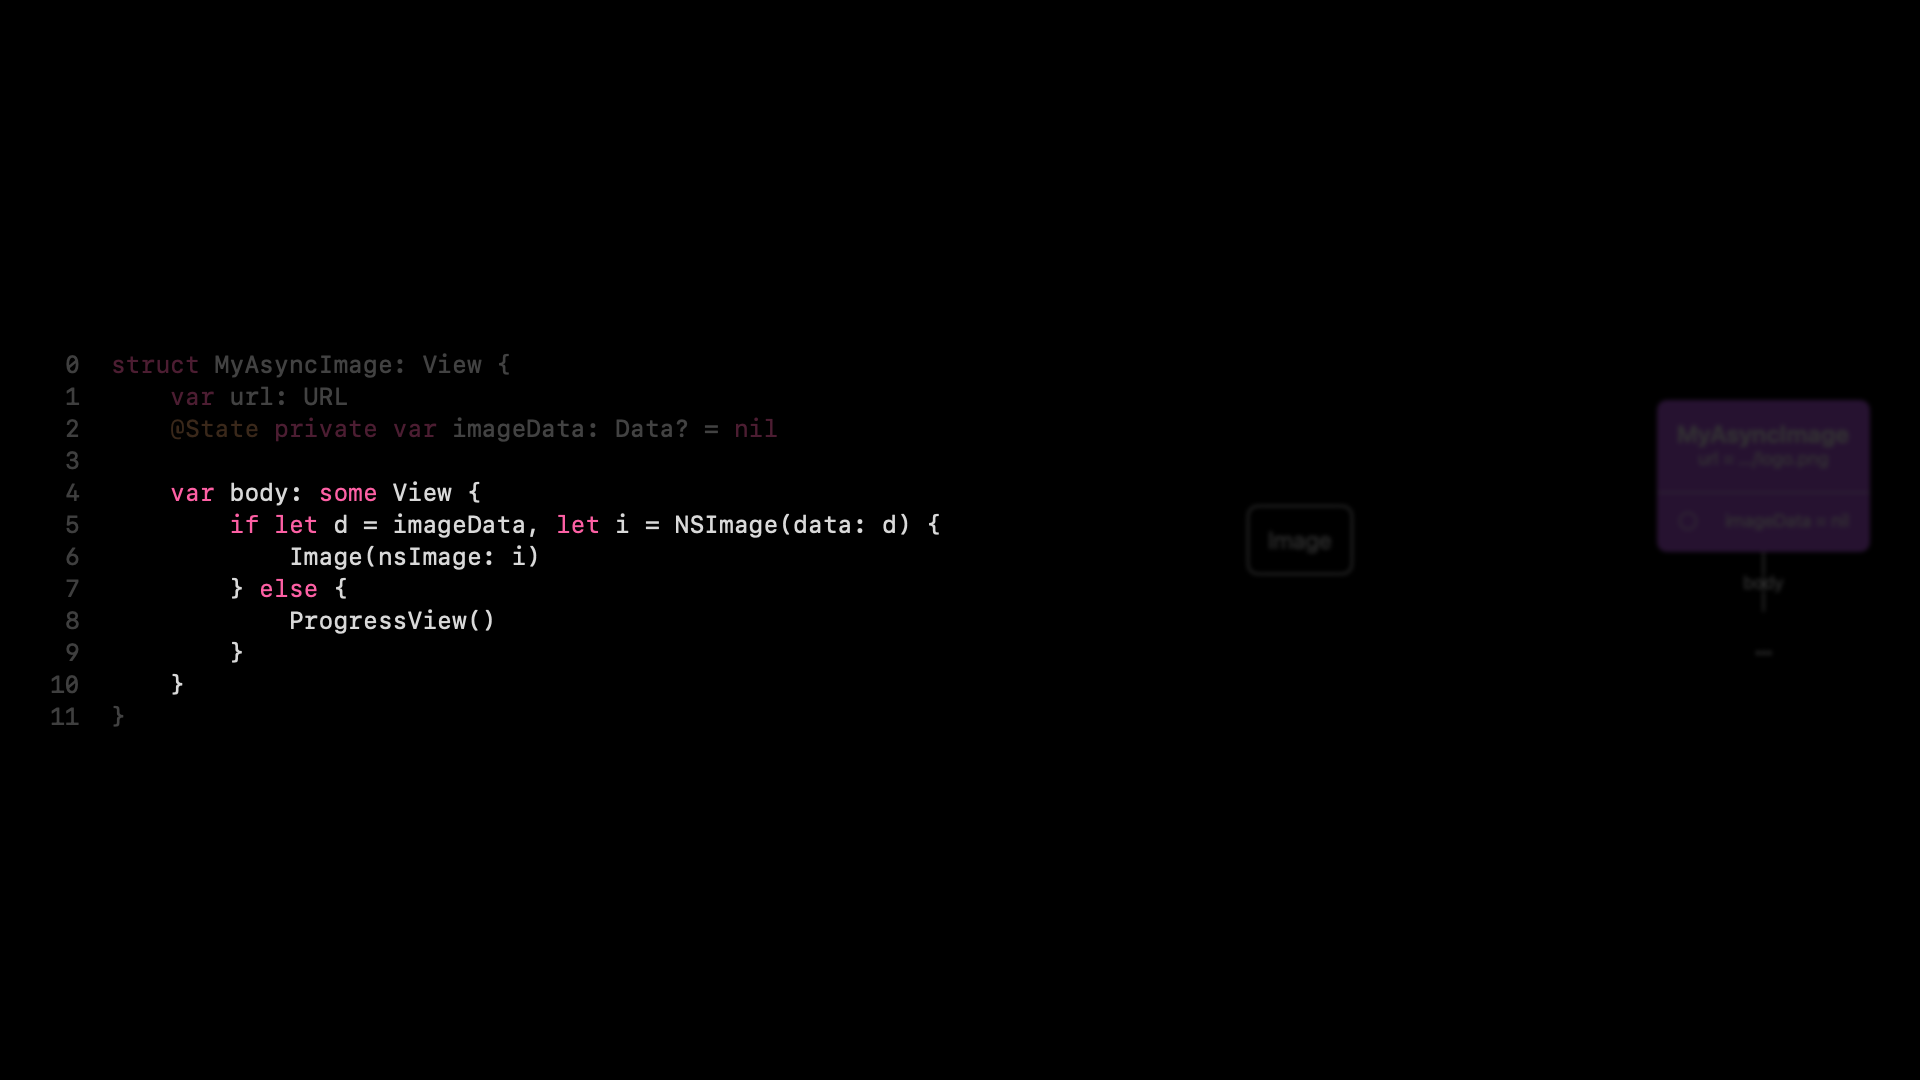 0 struct MyAsyncImage: View {
1 var url: URL
2 @State private var imageData: Data? = nil
3
4 var body: some View {
5 if let d = imageData, let i = NSImage(data: d) {
6 Image(nsImage: i)
7 } else {
8 ProgressView()
9 }
10 }
11 }
Image
MyAsyncImage
url = …/logo.png
imageData = nil
body